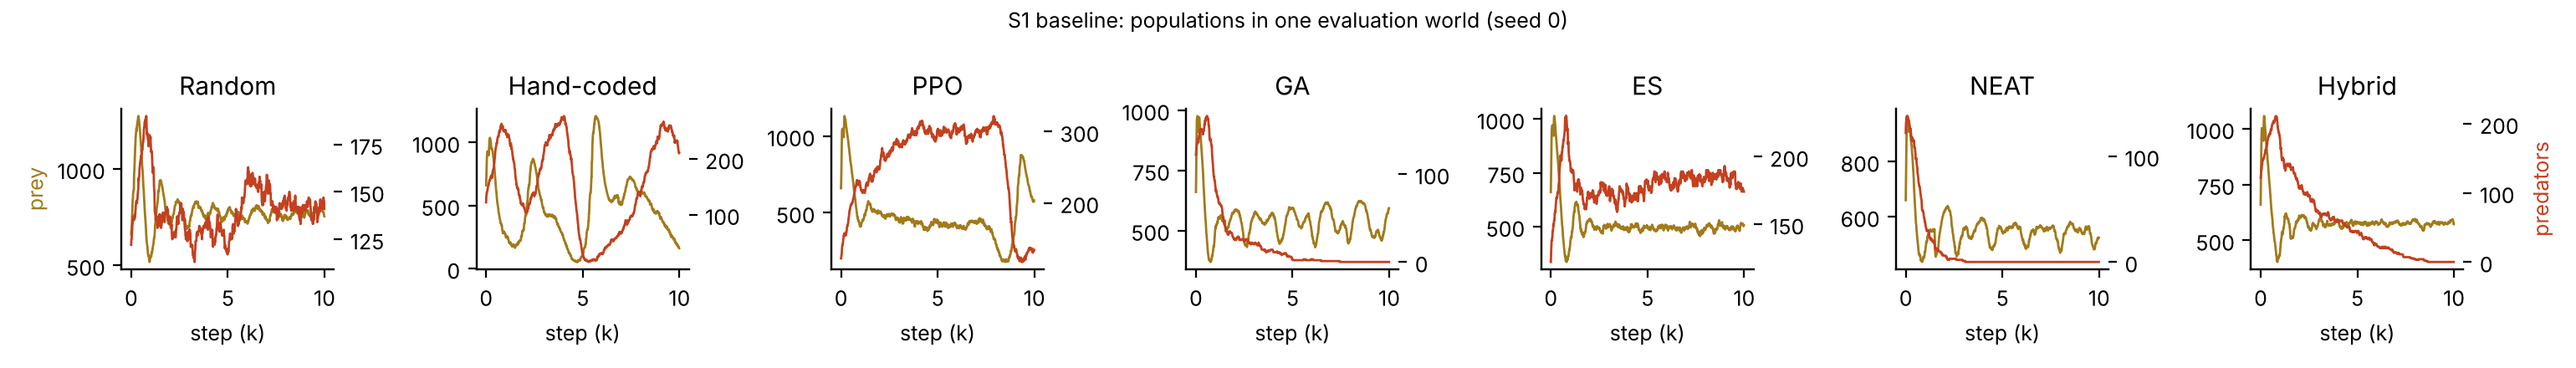 S1 baseline: populations in one evaluation world (seed 0)
Random
Hand-coded
PPO
GA
ES
NEAT
Hybrid
prey
1000
500
175
150
125
0 5 10
step (k)
1000
500
0
200
100
0 5 10
step (k)
1000
500
300
200
0 5 10
step (k)
1000
750
500
100
0
0 5 10
step (k)
1000
750
500
200
150
0 5 10
step (k)
800
600
100
0
0 5 10
step (k)
1000
750
500
200
100
0
0 5 10
step (k)
predators